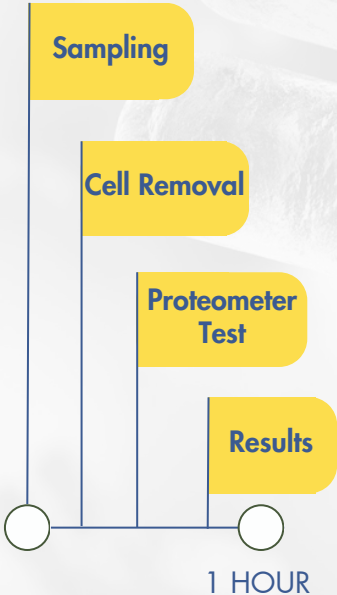 Sampling
Cell Removal
Proteometer
Test
Results
1 HOUR